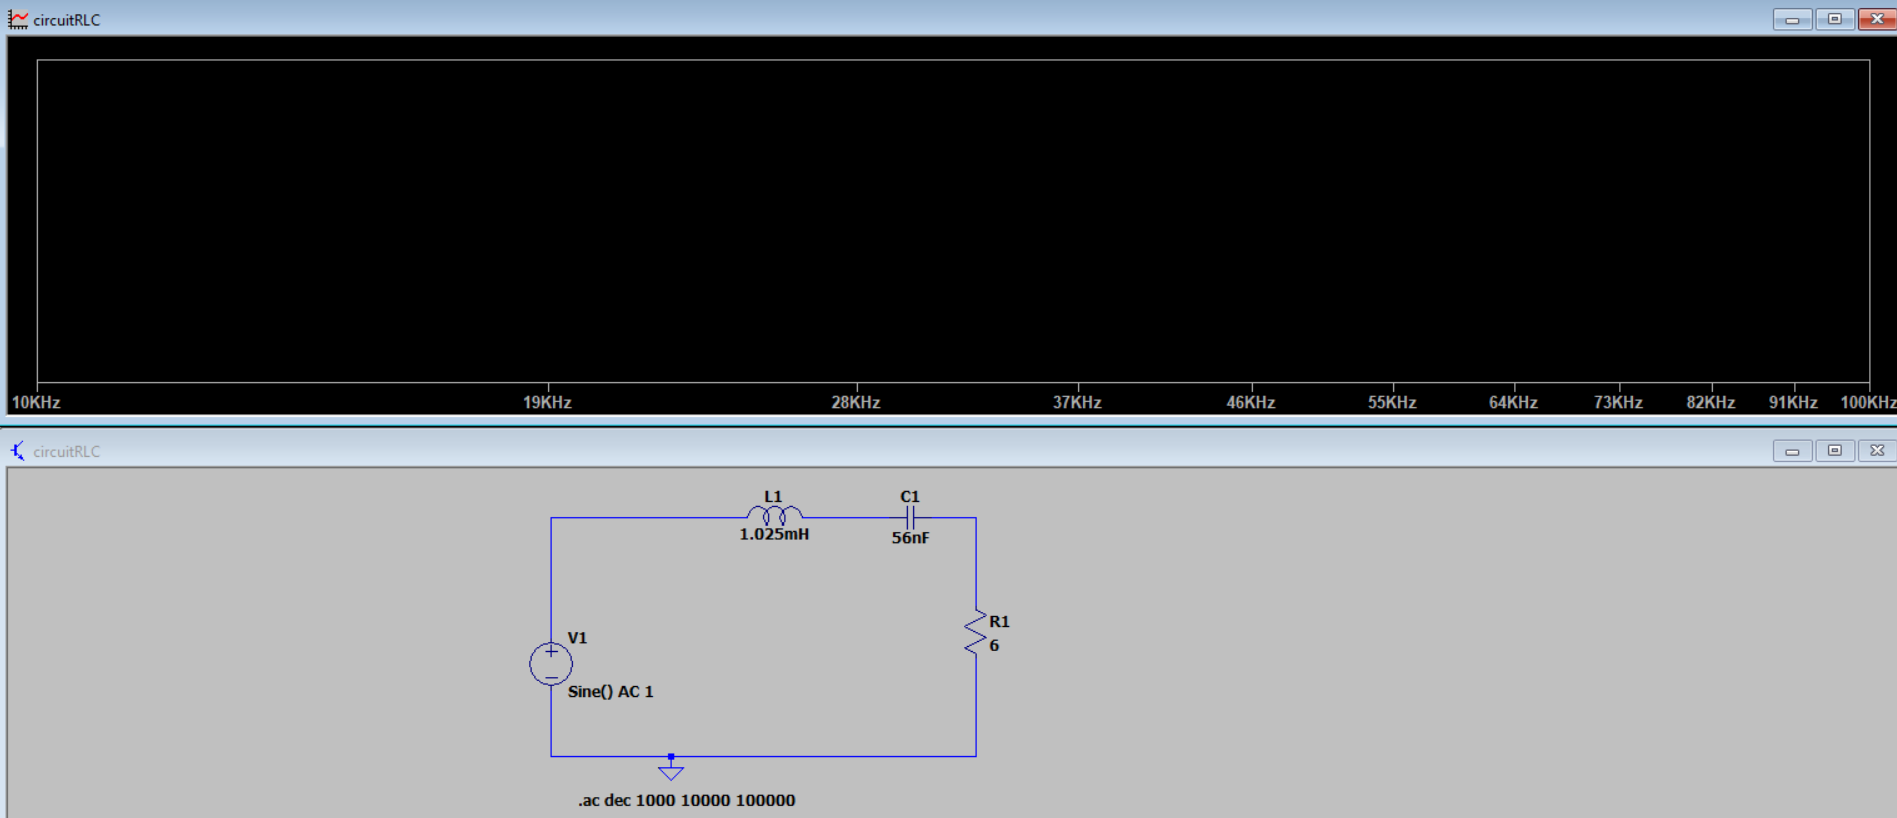 circuitRLC
10KHz 19KHz 28KHz 37KHz 46KHz 55KHz 64KHz 73KHz 82KHz 91KHz 100KHz
circuitRLC
L1
1.025mH
C1
56nF
R1
6
V1
Sine() AC 1
.ac dec 1000 10000 100000